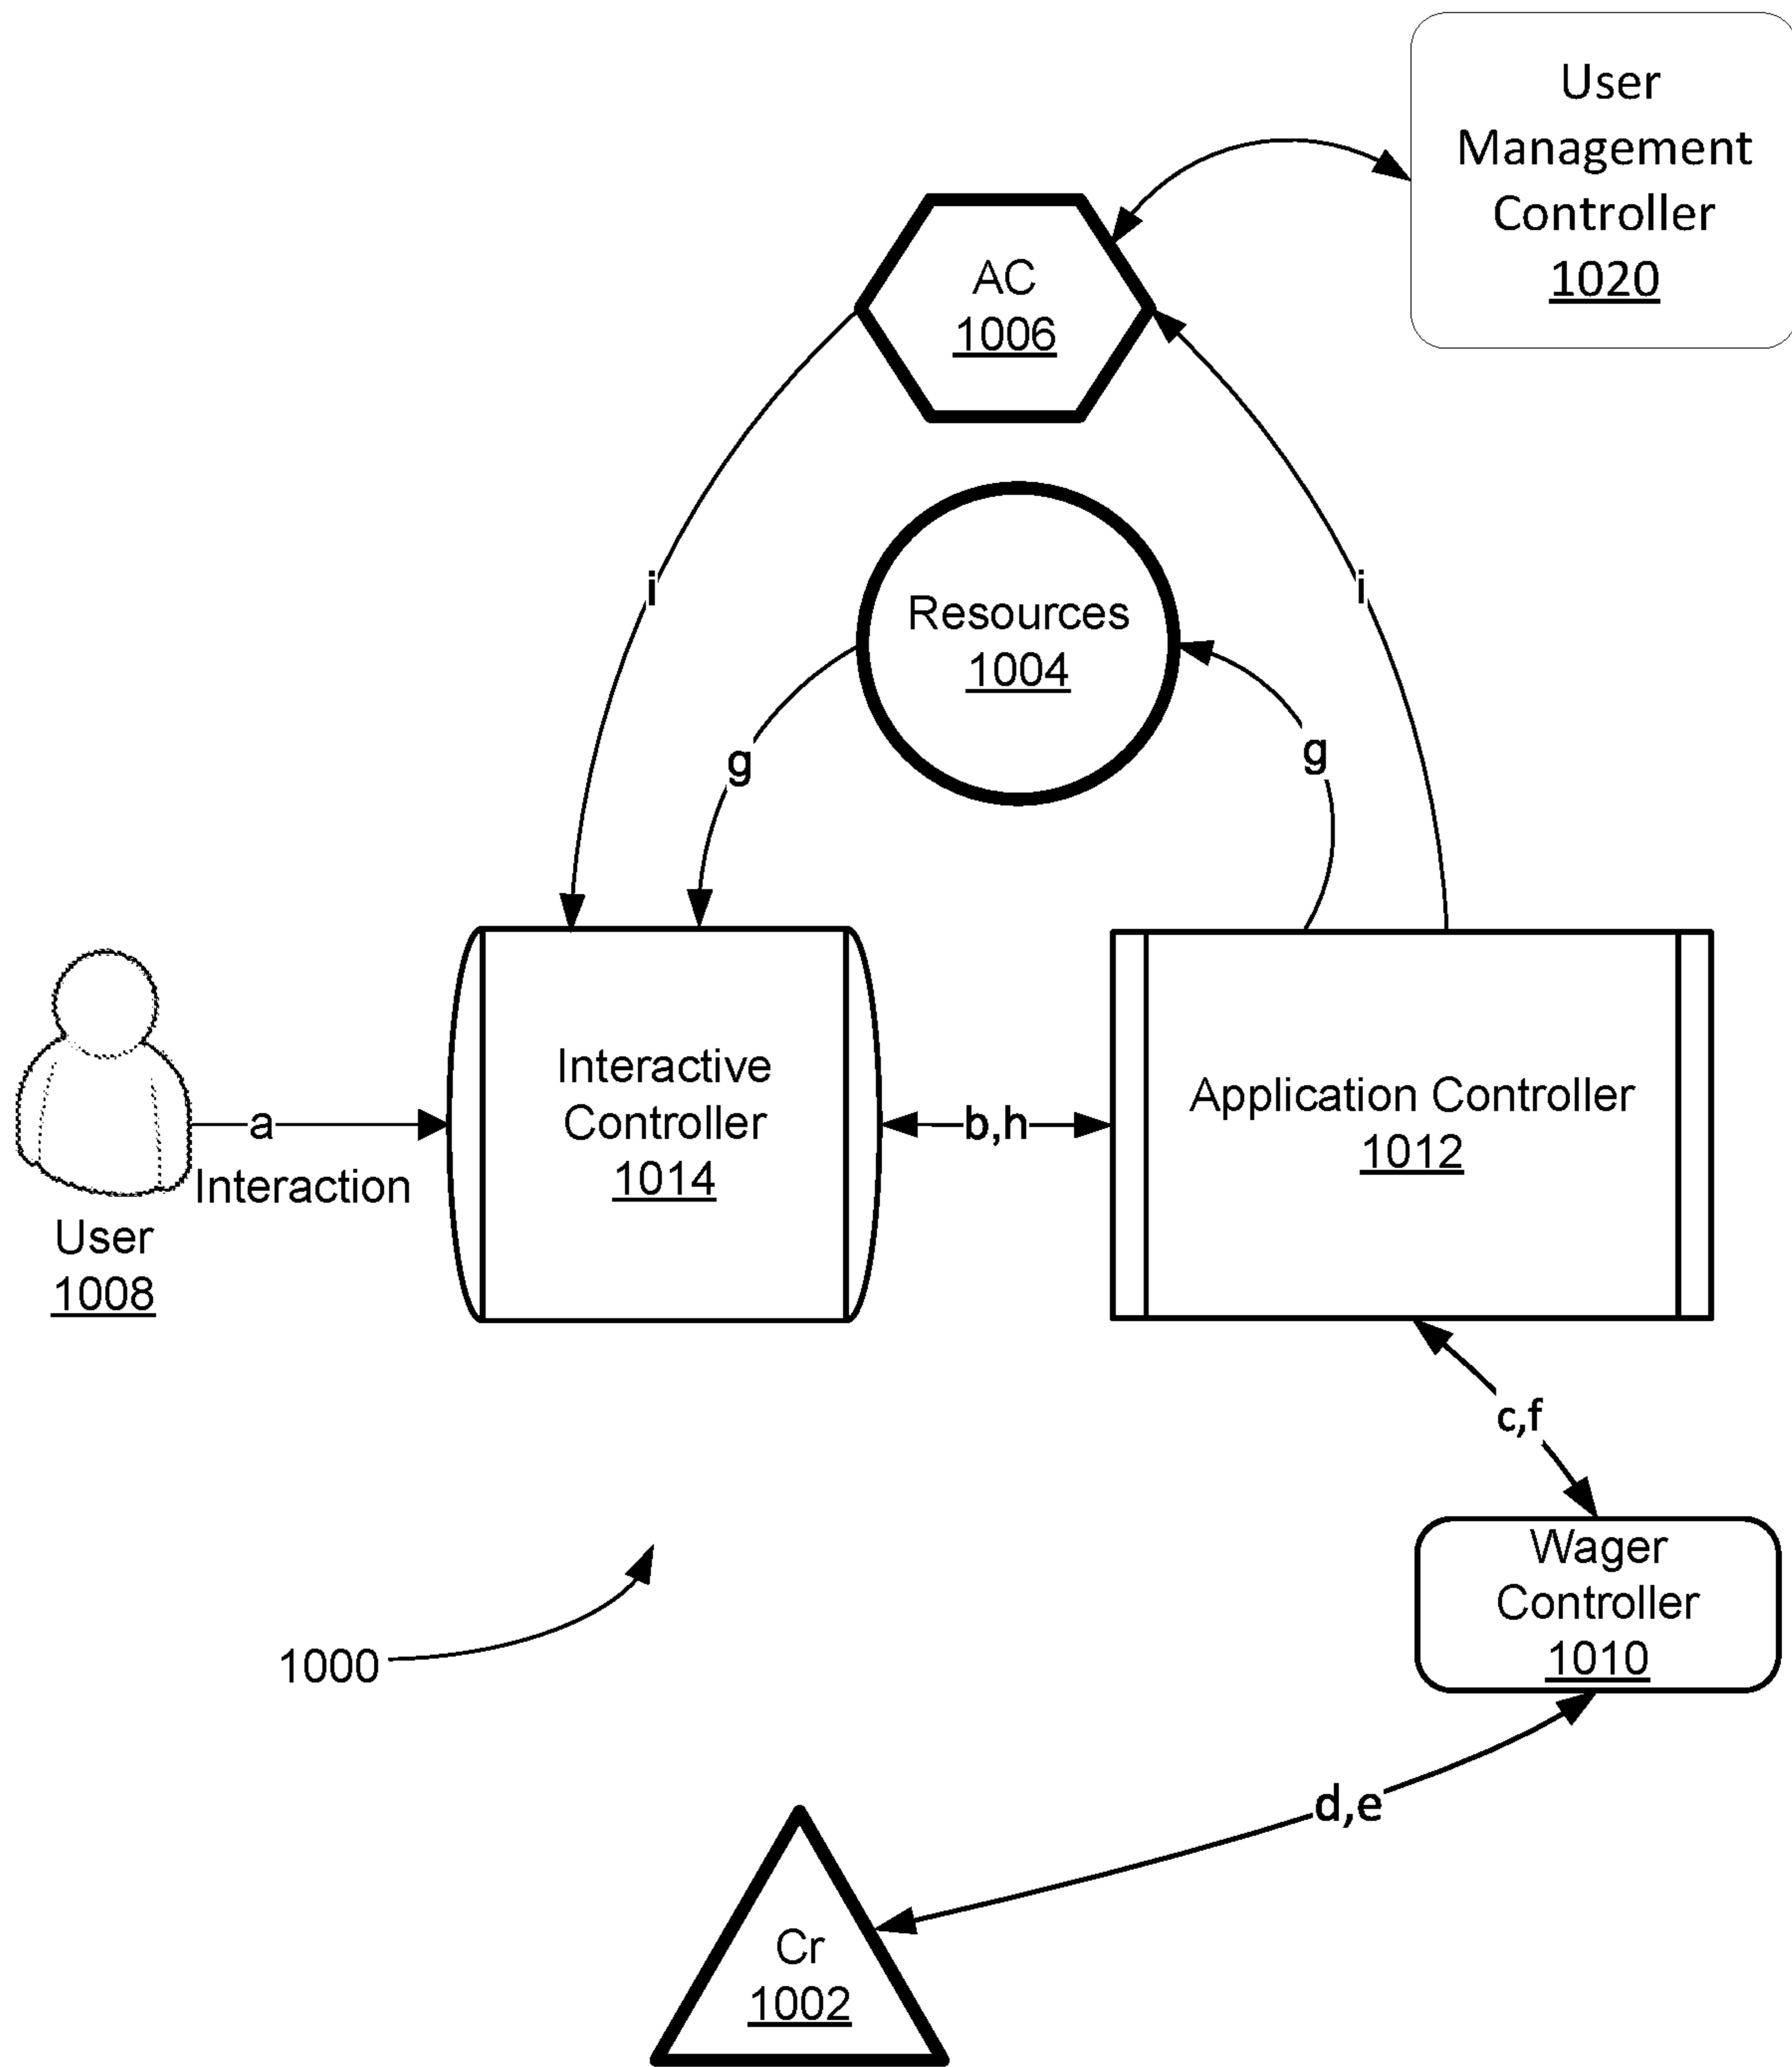 User
Management
Controller
1020
AC
1006
i
i
Resources
1004
g
g
Interactive
Controller
1014
Application Controller
1012
a
Interaction
b,h
User
1008
c,f
Wager
Controller
1010
1000
d,e
Cr
1002